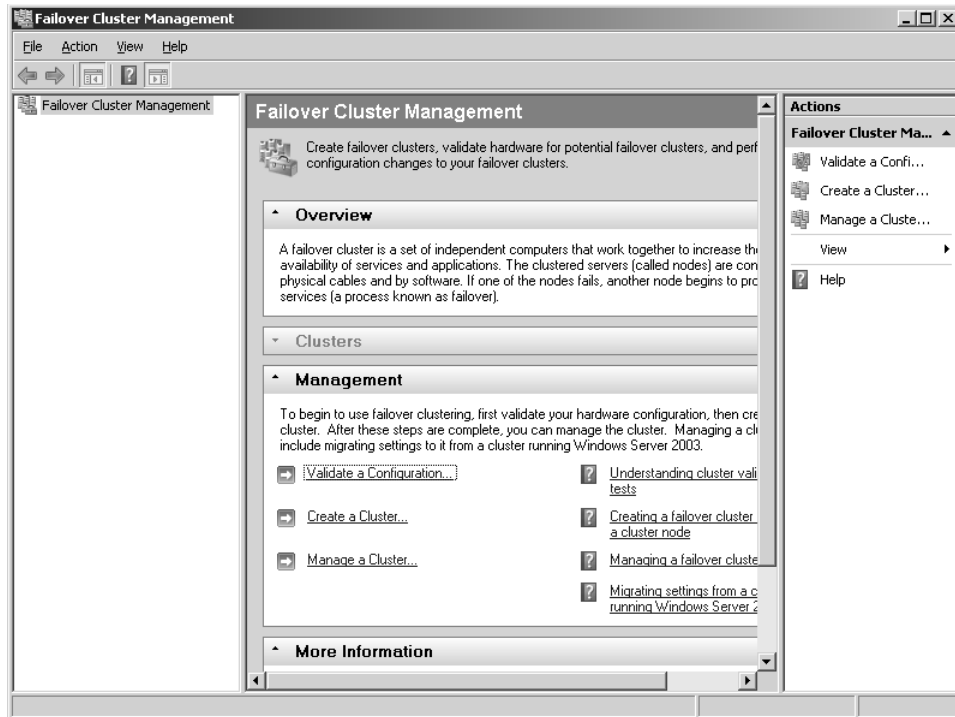 Failover Cluster Management
File Action View Help
Failover Cluster Management
Failover Cluster Management
Create failover clusters, validate hardware for potential failover clusters, and perf
configuration changes to your failover clusters.
Overview
A failover cluster is a set of independent computers that work together to increase the
availability of services and applications. The clustered servers (called nodes) are con
physical cables and by software. If one of the nodes fails, another node begins to pro
services (a process known as failover).
Clusters
Management
To begin to use failover clustering, first validate your hardware configuration, then cre
cluster. After these steps are complete, you can manage the cluster. Managing a clu
include migrating settings to it from a cluster running Windows Server 2003.
Validate a Configuration...
Understanding cluster vali
tests
Create a Cluster...
Creating a failover cluster
a cluster node
Manage a Cluster...
Managing a failover cluste
Migrating settings from a c
running Windows Server 2
More Information
Actions
Failover Cluster Ma...
Validate a Confi...
Create a Cluster...
Manage a Cluste...
View
Help